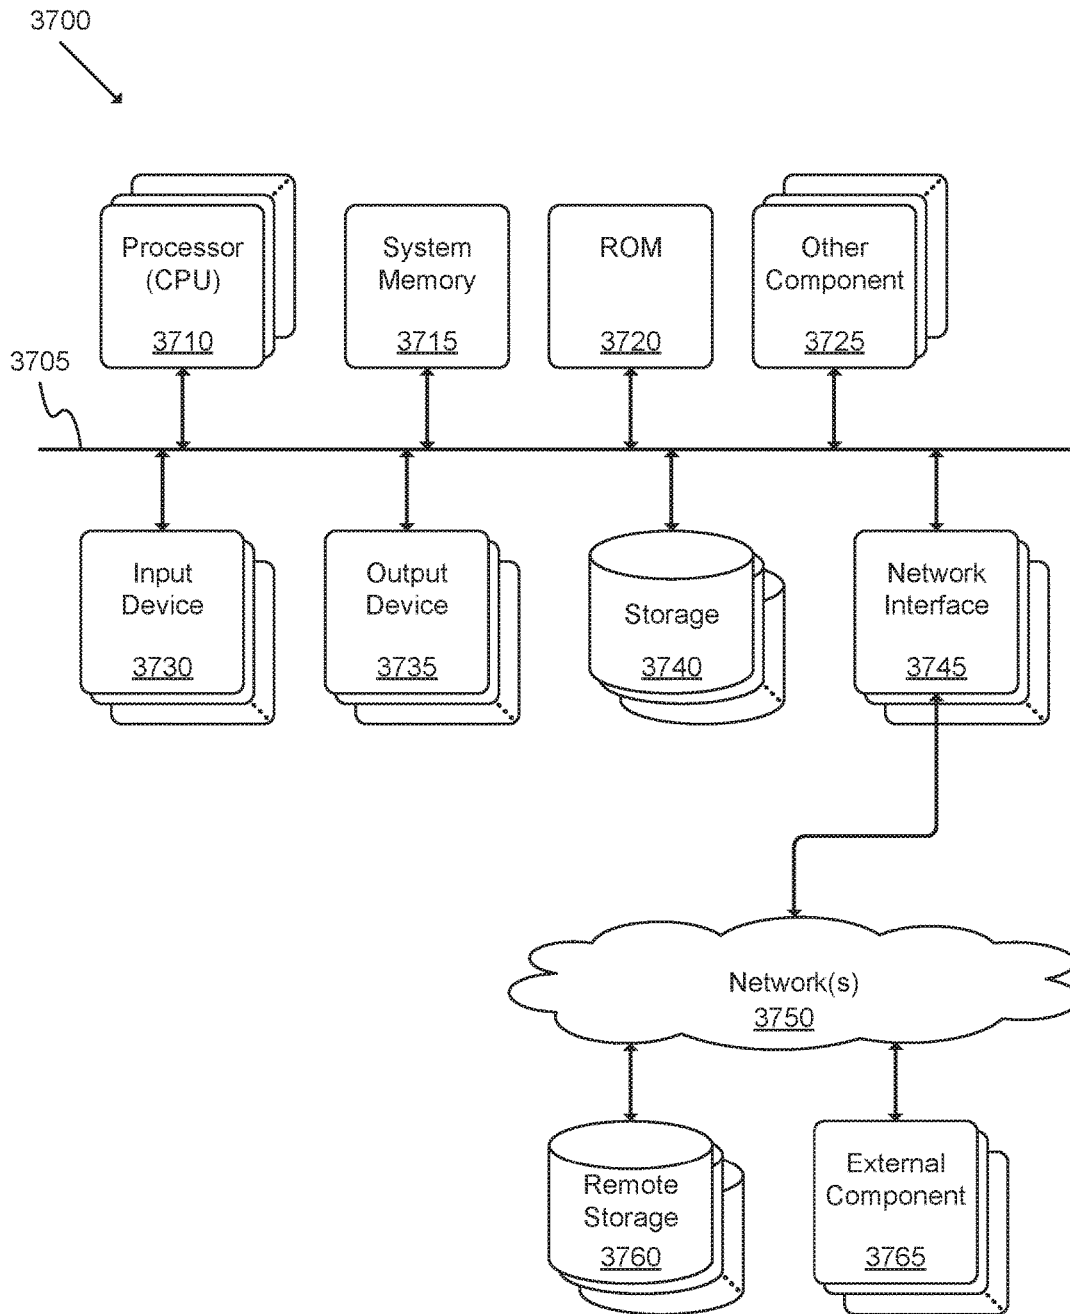 3700
Processor
(CPU)
3710
System
Memory
3715
ROM
3720
Other
Component
3725
3705
Input
Device
3730
Output
Device
3735
Storage
3740
Network
Interface
3745
Network(s)
3750
Remote
Storage
3760
External
Component
3765